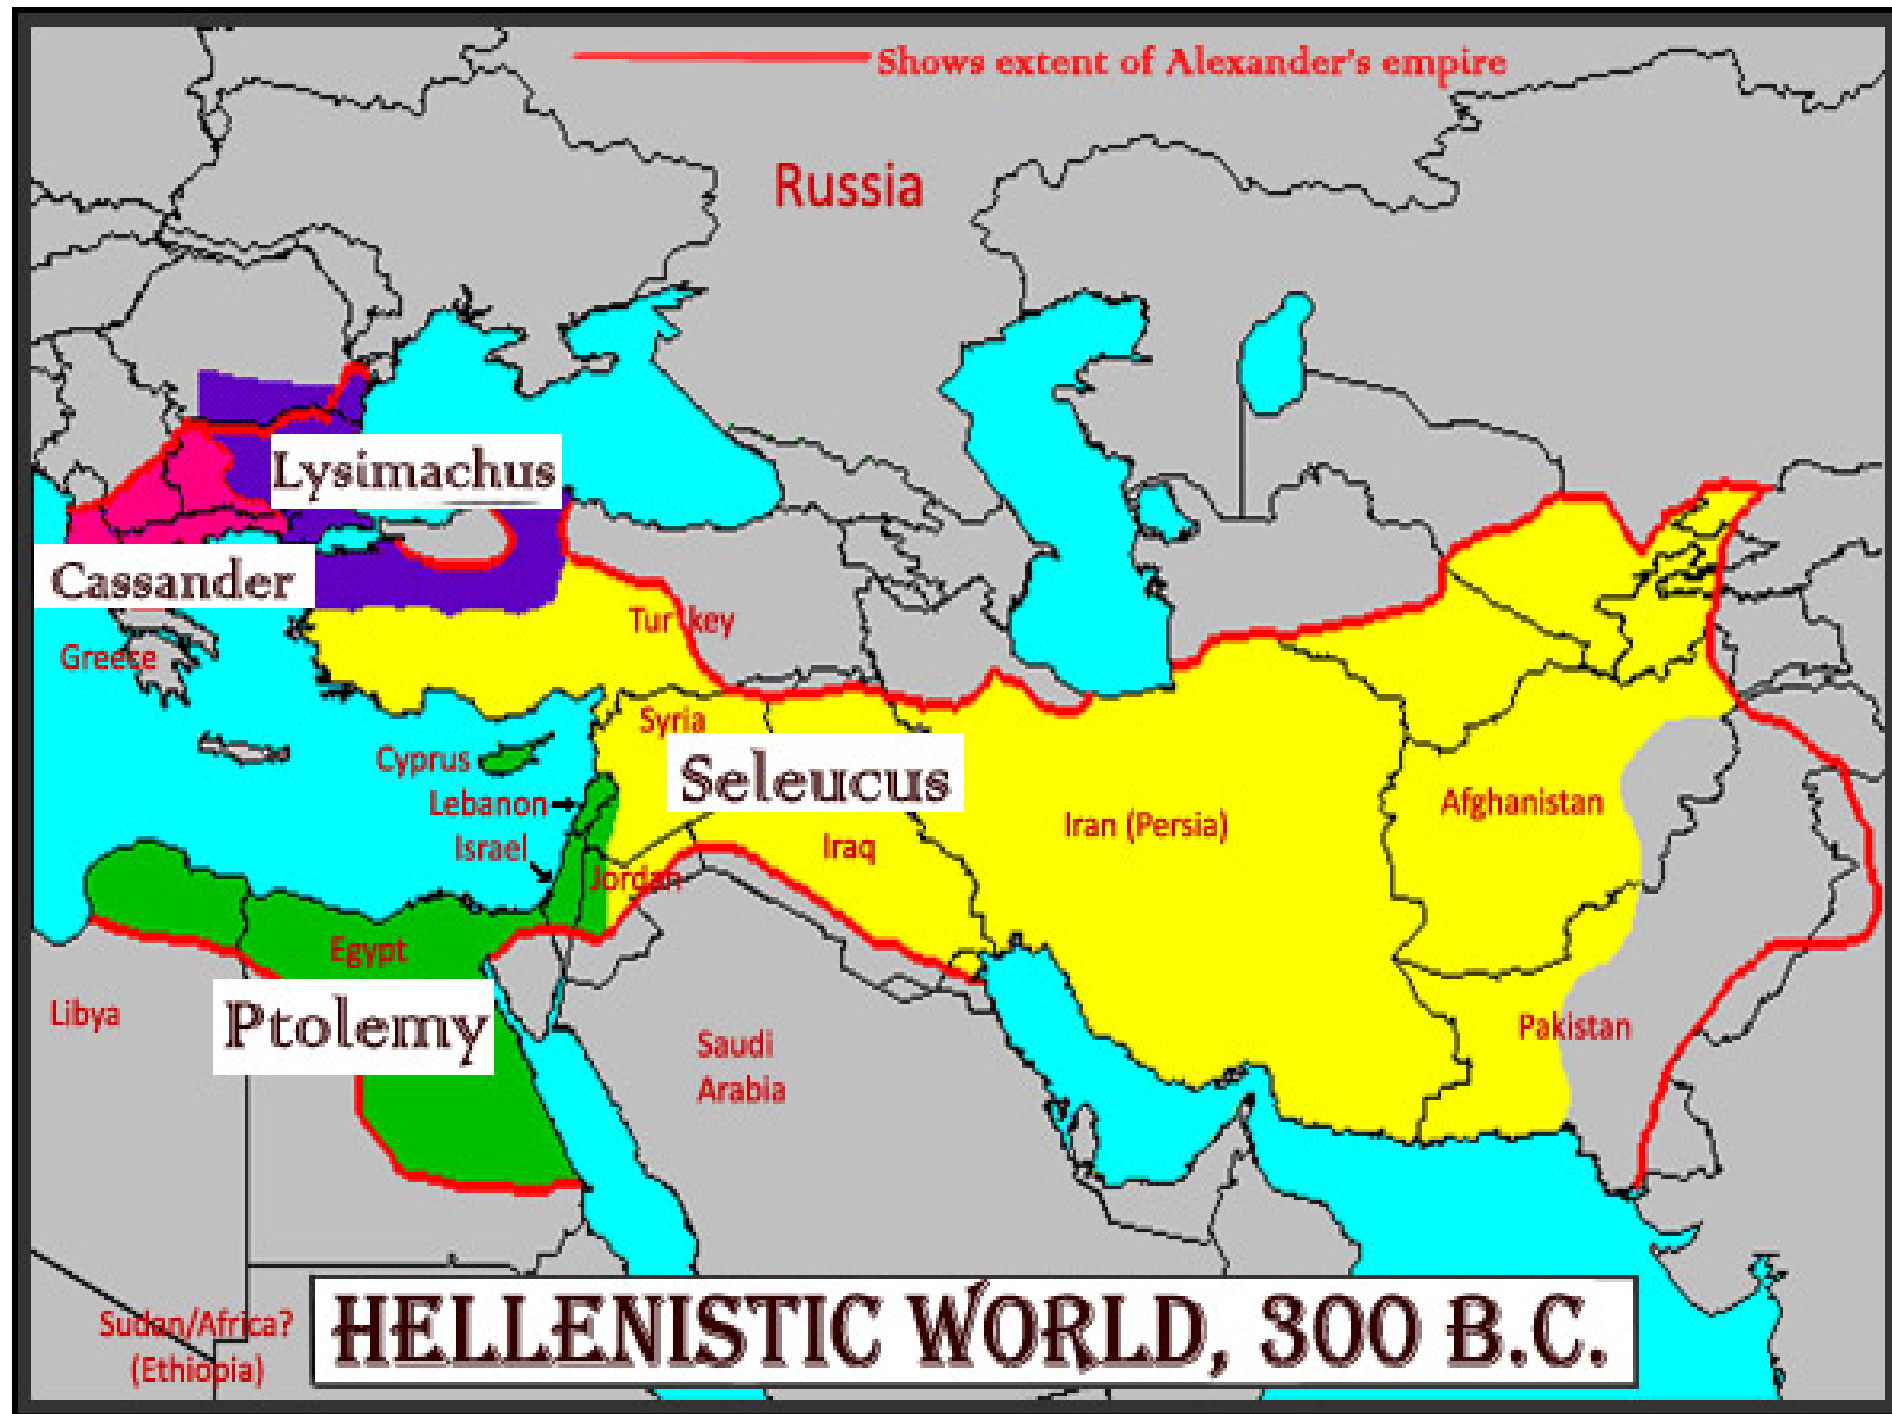 Shows extent of Alexander's empire
Russia
Lysimachus
Cassander
Turkey
Greece
Syria
Cyprus
Seleucus
Lebanon
Afghanistan
Iran (Persia)
Israel
Iraq
Jordan
Egypt
Libya
Ptolemy
Pakistan
Saudi
Arabia
Sudan/Africa?
(Ethiopia)
HELLENISTIC WORLD, 300 B.C.